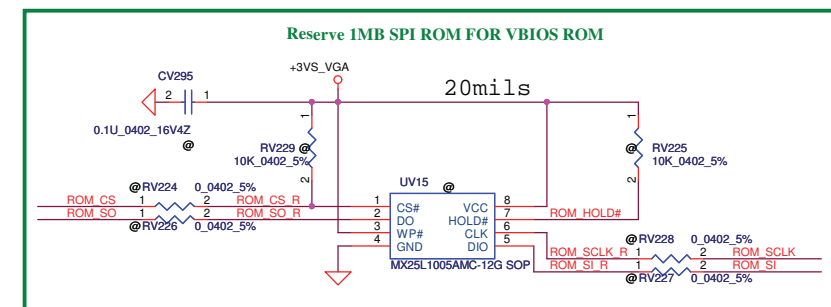 Reserve 1MB SPI ROM FOR VBIOS ROM
+3VS_VGA
20mils
CV295
2 1
0.1U_0402_16V4Z
@
1
RV229
@
10K_0402_5%
2
1
RV225
@
10K_0402_5%
2
UV15 @
@RV224 0_0402_5%
ROM_CS 1 2 ROM_CS_R
ROM_SO 1 2 ROM_SO_R
@RV226 0_0402_5%
1 CS# VCC 8
2 DO HOLD# 7 ROM_HOLD#
3 WP# CLK 6
4 GND DIO 5
MX25L1005AMC-12G SOP
@RV228 0_0402_5%
ROM_SCLK_R 1 2 ROM_SCLK
ROM_SI_R 1 2 ROM_SI
@RV227 0_0402_5%